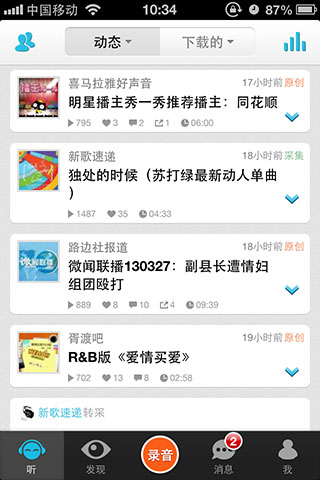 中国移动 10:34
动态 下载的
喜马拉雅好声音 17小时前 原创
明星播主秀一秀推荐播主：同花顺
795 3 2 1 06:00
新歌速递 18小时前 采集
独处的时候（苏打绿最新动人单曲
）
1487 35 04:33
路边社报道 18小时前 原创
微闻联播
微闻联播130327：副县长遭情妇
组团殴打
889 8 8 4 09:39
胥渡吧 19小时前 原创
R&B版《爱情买爱》
702 13 8 02:58
新歌速递 转采
听 发现 录音 消息 2 我